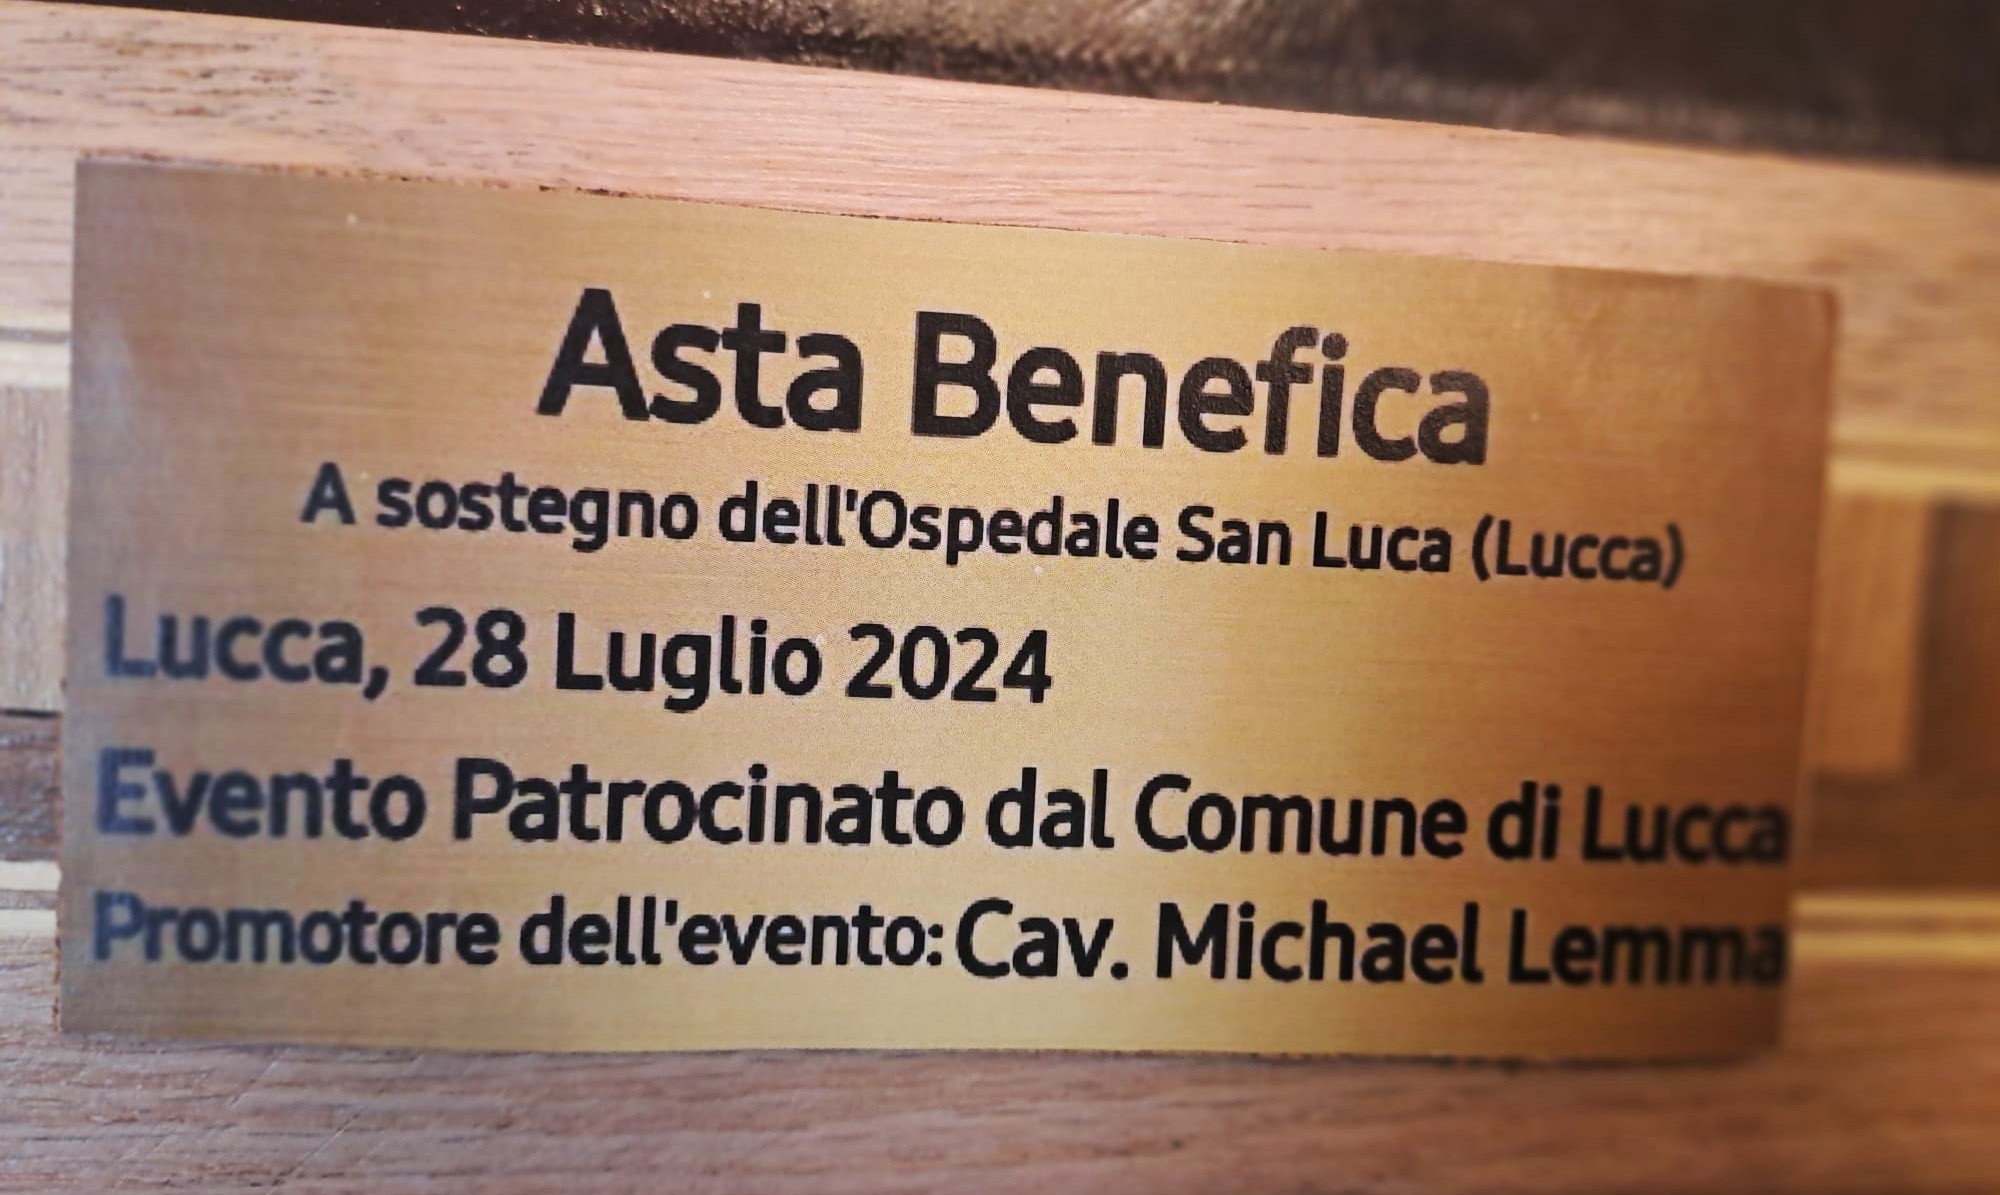 Asta Benefica
A sostegno dell'Ospedale San Luca (Lucca)
Lucca, 28 Luglio 2024
Evento Patrocinato dal Comune di Lucca
Promotore dell'evento: Cav. Michael Lemma